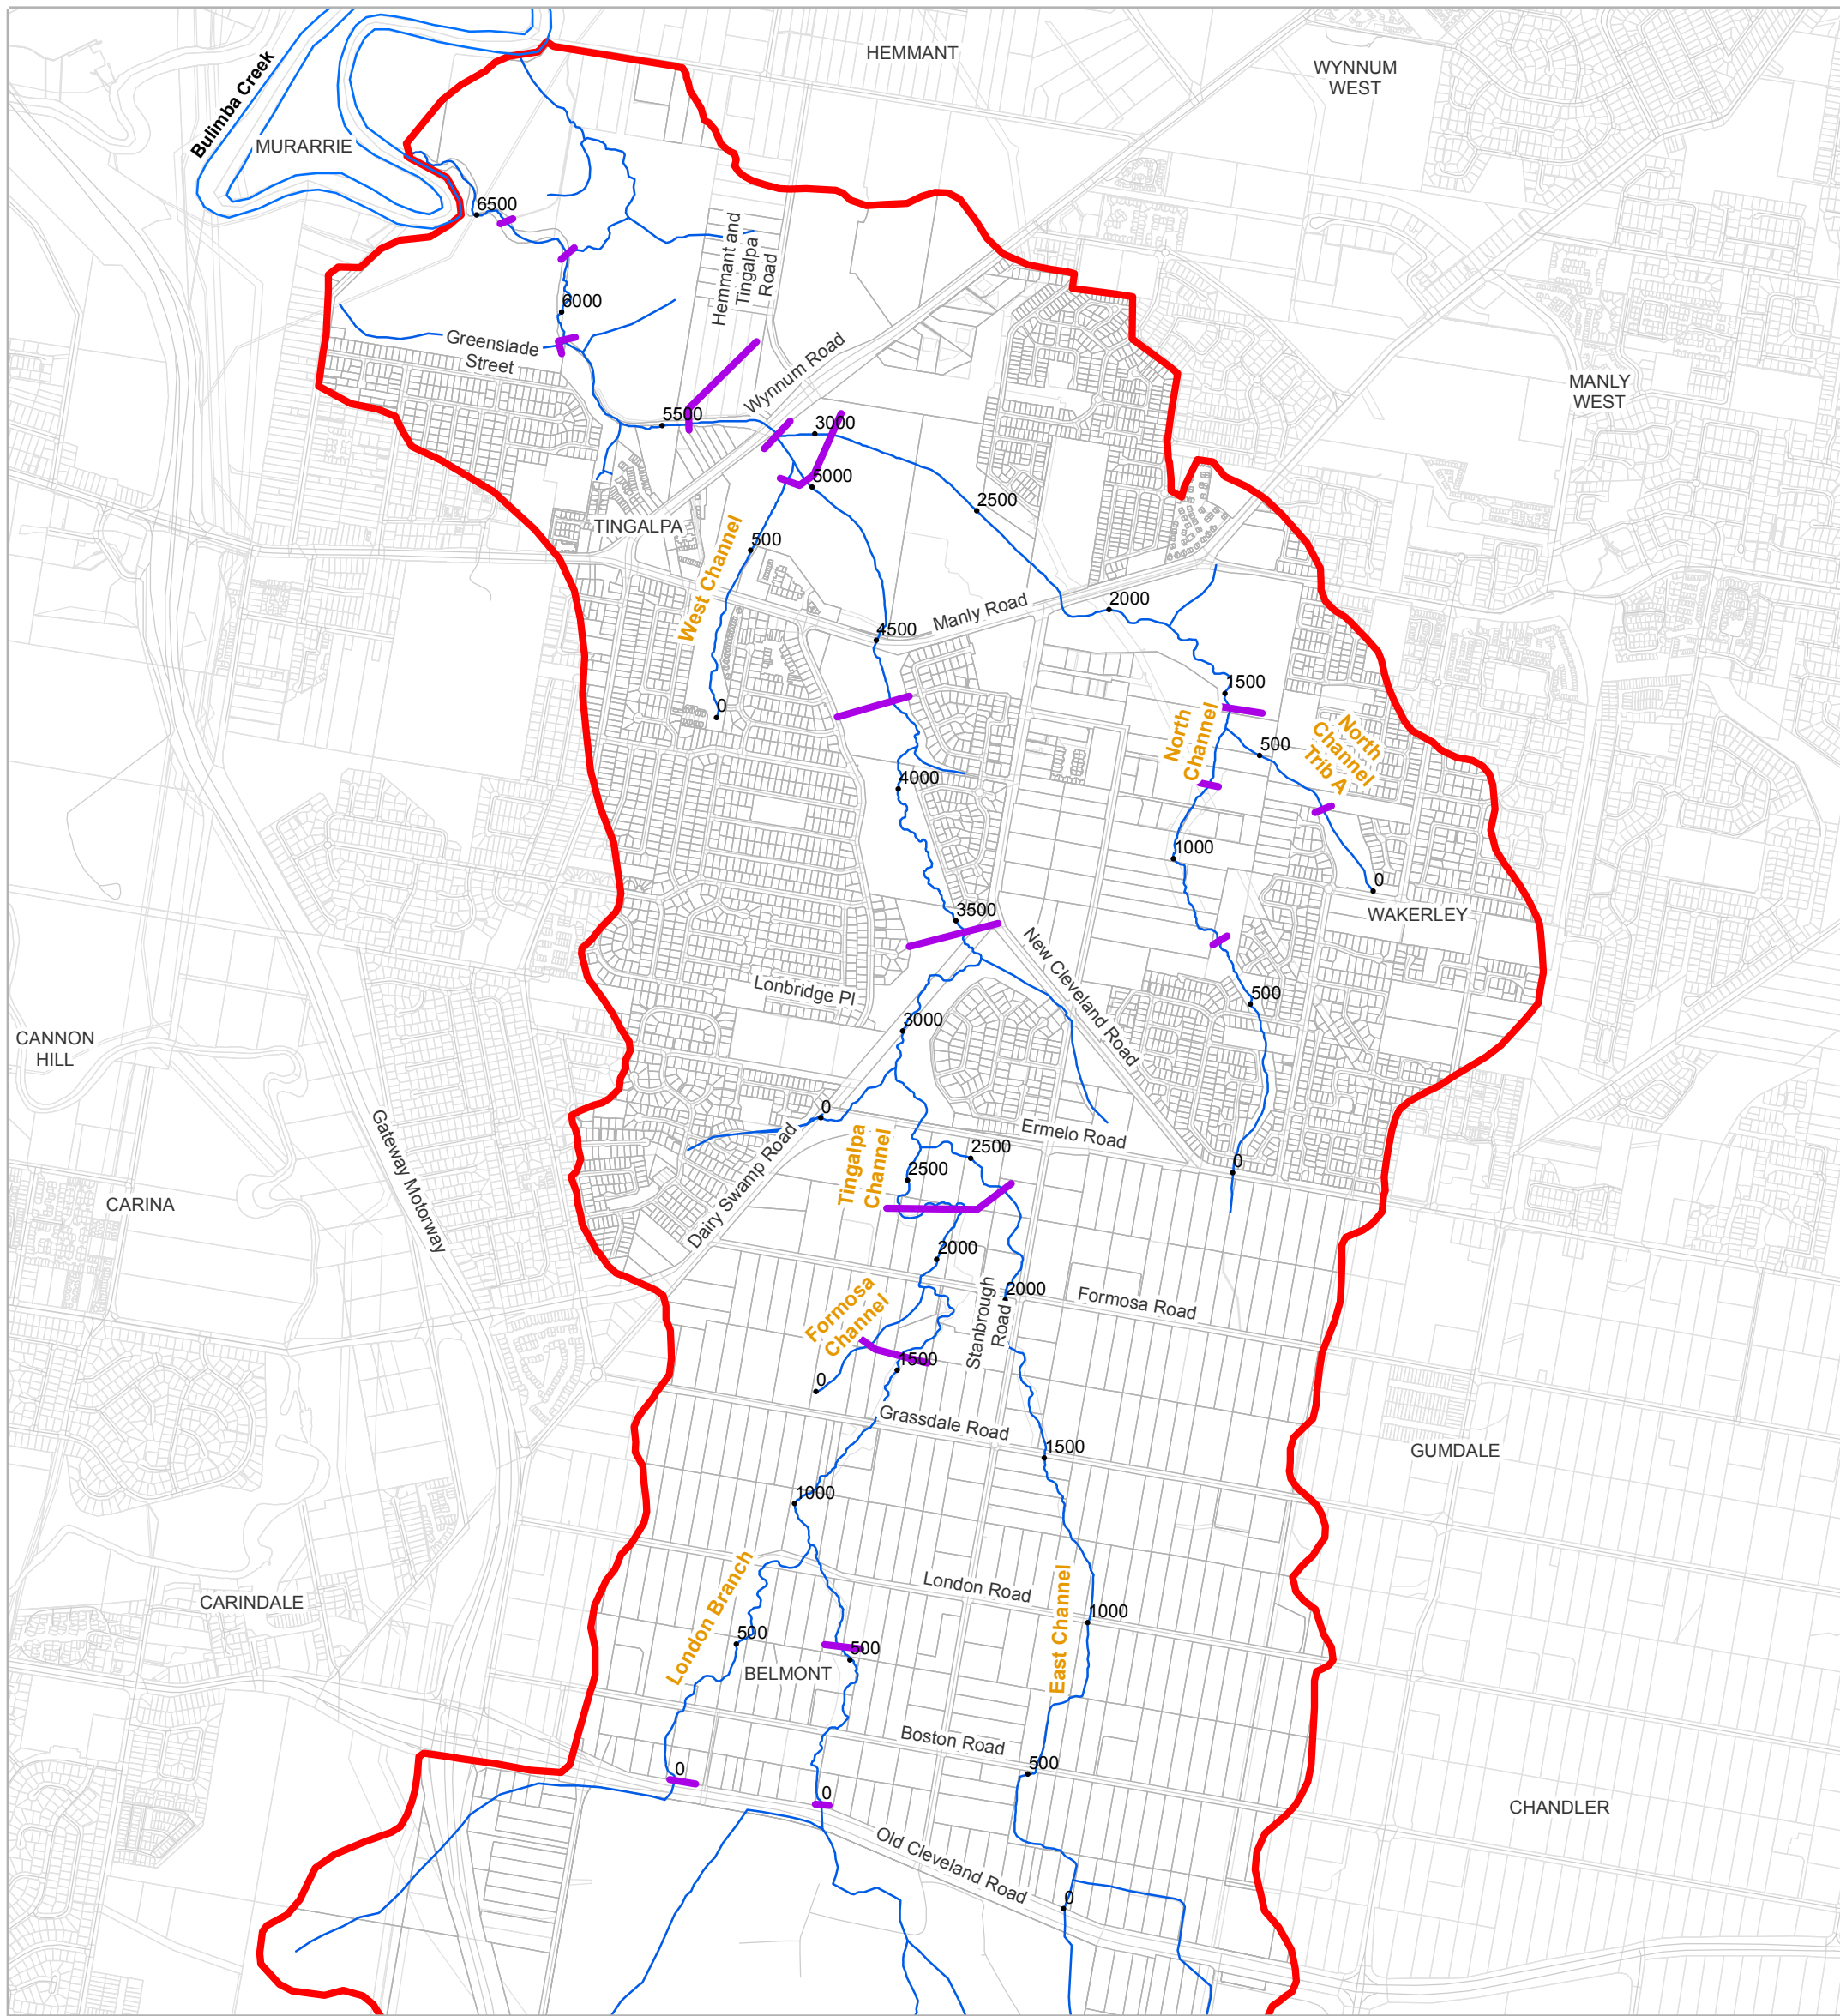 HEMMANT
WYNNUM
WEST
Bulimba Creek
MURARRIE
6500
Hemmant and
Tingalpa
Road
6000
Greenslade
Street
Wynnum Road
MANLY
WEST
5500
3000
5000
2500
TINGALPA
500
West Channel
2000
Manly Road
4500
1500
0
North
Channel
500
North
Channel
Trib A
4000
1000
0
WAKERLEY
3500
New Cleveland Road
Lonbridge Pl
500
3000
CANNON
HILL
Gateway Motorway
0
Ermelo Road
Tingalpa
Channel
2500
2500
0
CARINA
Dairy Swamp Road
2000
Stanbrough
Road
2000
Formosa Road
Formosa
Channel
1500
0
Grassdale Road
1500
GUMDALE
1000
London Branch
London Road
East Channel
1000
CARINDALE
500
500
BELMONT
Boston Road
500
0
0
CHANDLER
Old Cleveland Road
0